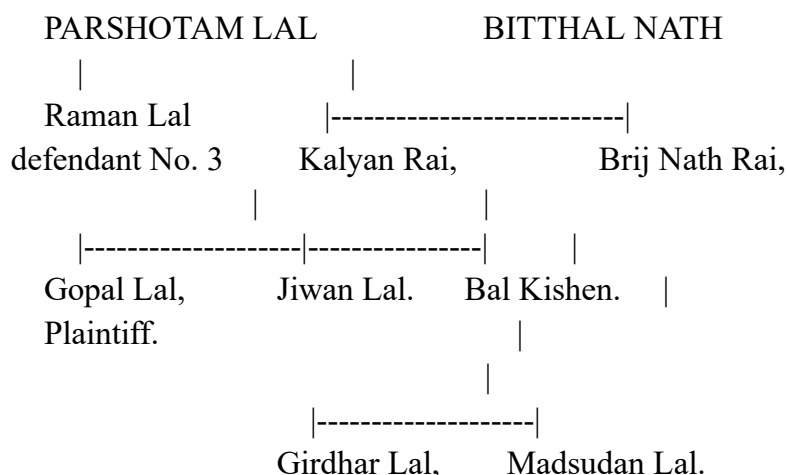 PARSHOTAM LAL BITTHAL NATH
| |
Raman Lal |---------------------------|
defendant No. 3 Kalyan Rai, Brij Nath Rai,
| |
|--------------------|----------------| |
Gopal Lal, Jiwan Lal. Bal Kishen. |
Plaintiff. |
|
|--------------------|
Girdhar Lal, Madsudan Lal.